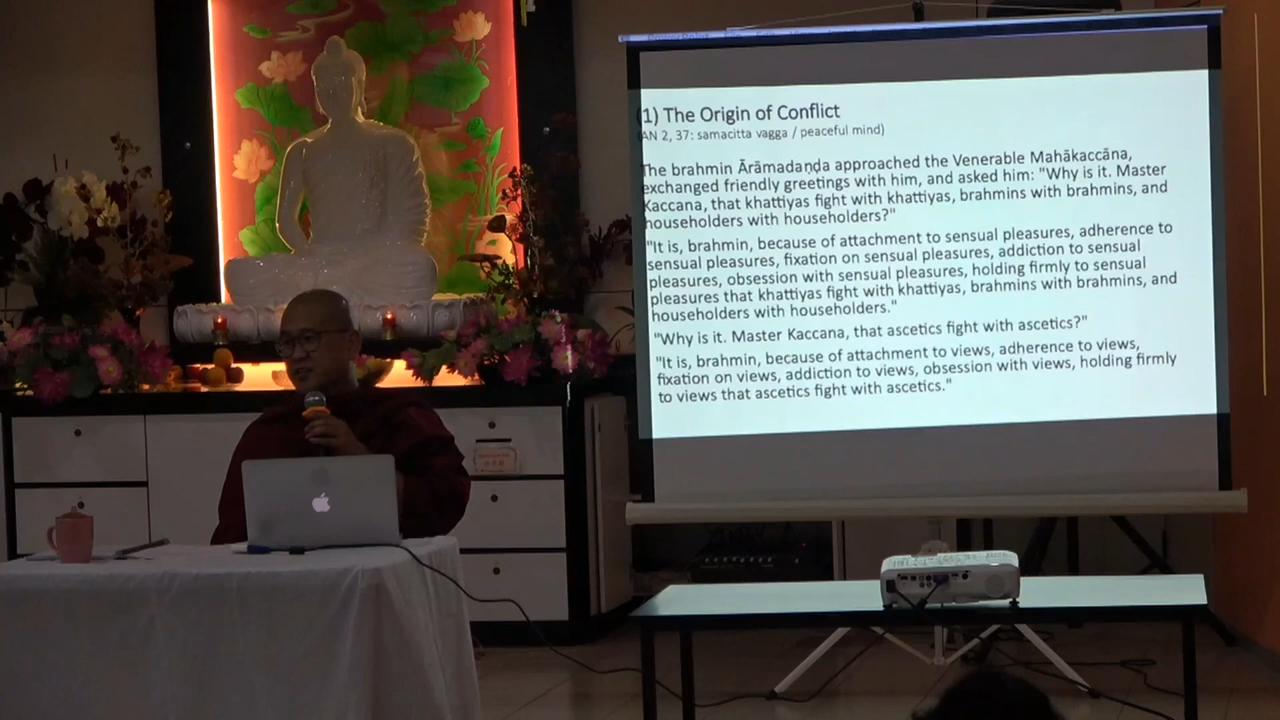 (1) The Origin of Conflict
AN 2, 37: samacitta vagga / peaceful mind)
The brahmin Ārāmadaṇḍa approached the Venerable Mahākaccāna,
exchanged friendly greetings with him, and asked him: "Why is it. Master
Kaccana, that khattiyas fight with khattiyas, brahmins with brahmins, and
householders with householders?"
"It is, brahmin, because of attachment to sensual pleasures, adherence to
sensual pleasures, fixation on sensual pleasures, addiction to sensual
pleasures, obsession with sensual pleasures, holding firmly to sensual
pleasures that khattiyas fight with khattiyas, brahmins with brahmins, and
householders with householders."
"Why is it. Master Kaccana, that ascetics fight with ascetics?"
"It is, brahmin, because of attachment to views, adherence to views,
fixation on views, addiction to views, obsession with views, holding firmly
to views that ascetics fight with ascetics."